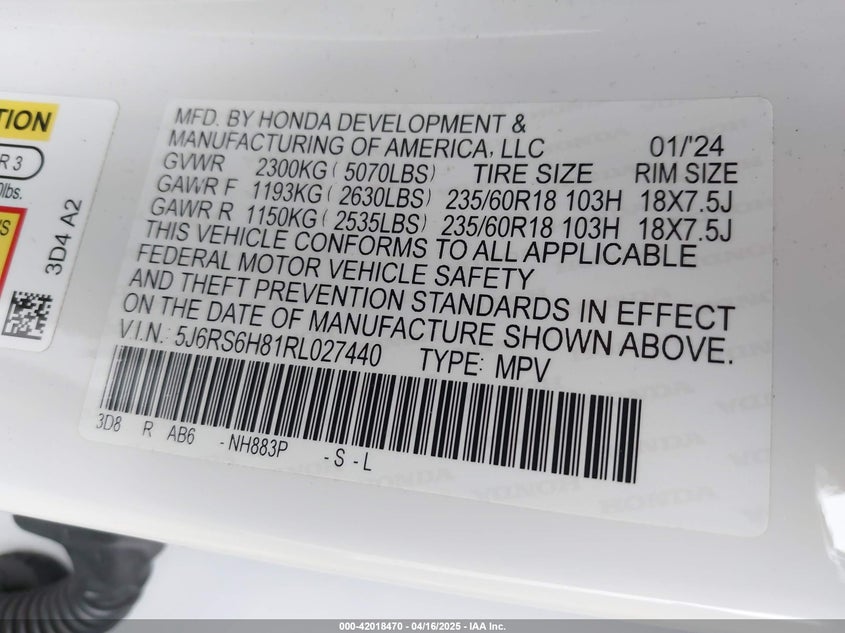 TION
R 3
0lbs.
3D4 A2
MFD. BY HONDA DEVELOPMENT &
MANUFACTURING OF AMERICA, LLC 01/'24
GVWR 2300KG (5070LBS) TIRE SIZE RIM SIZE
GAWR F 1193KG (2630LBS) 235/60R18 103H 18X7.5J
GAWR R 1150KG (2535LBS) 235/60R18 103H 18X7.5J
THIS VEHICLE CONFORMS TO ALL APPLICABLE
FEDERAL MOTOR VEHICLE SAFETY
AND THEFT PREVENTION STANDARDS IN EFFECT
ON THE DATE OF MANUFACTURE SHOWN ABOVE.
V.I.N: 5J6RS6H81RL027440 TYPE: MPV
3D8 R AB6 -NH883P -S-L
000-42018470 - 04/16/2025 - IAA Inc.